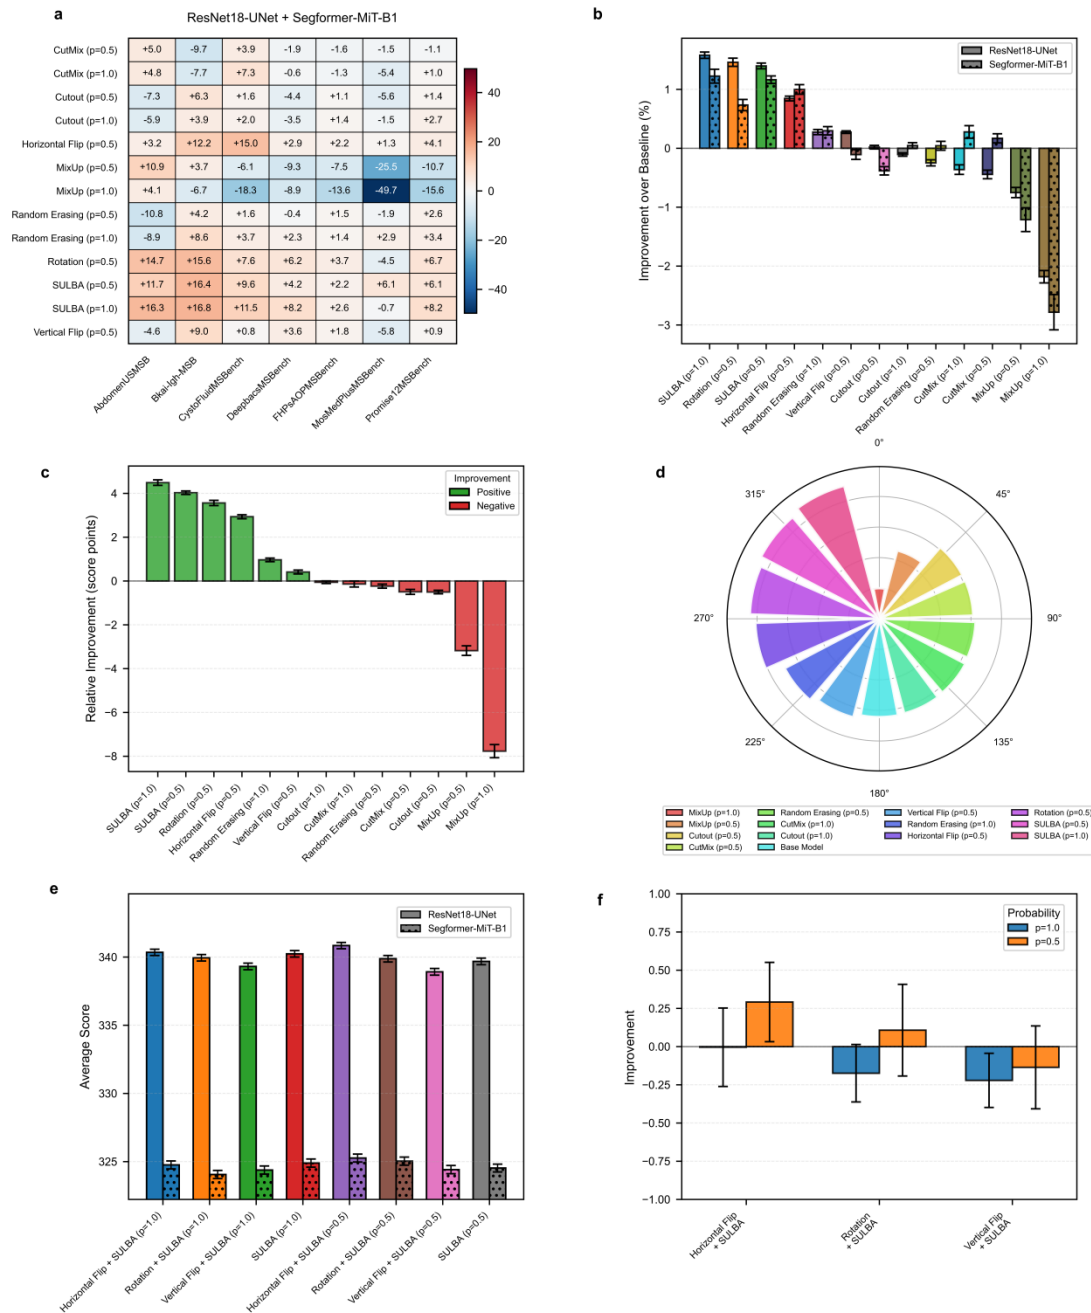 a
ResNet18-UNet + Segformer-MiT-B1
CutMix (p=0.5) +5.0 -9.7 +3.9 -1.9 -1.6 -1.5 -1.1
CutMix (p=1.0) +4.8 -7.7 +7.3 -0.6 -1.3 -5.4 +1.0
Cutout (p=0.5) -7.3 +6.3 +1.6 -4.4 +1.1 -5.6 +1.4
Cutout (p=1.0) -5.9 +3.9 +2.0 -3.5 +1.4 -1.5 +2.7
Horizontal Flip (p=0.5) +3.2 +12.2 +15.0 +2.9 +2.2 +1.3 +4.1
MixUp (p=0.5) +10.9 +3.7 -6.1 -9.3 -7.5 -25.5 -10.7
MixUp (p=1.0) +4.1 -6.7 -18.3 -8.9 -13.6 -49.7 -15.6
Random Erasing (p=0.5) -10.8 +4.2 +1.6 -0.4 +1.5 -1.9 +2.6
Random Erasing (p=1.0) -8.9 +8.6 +3.7 +2.3 +1.4 +2.9 +3.4
Rotation (p=0.5) +14.7 +15.6 +7.6 +6.2 +3.7 -4.5 +6.7
SULBA (p=0.5) +11.7 +16.4 +9.6 +4.2 +2.2 +6.1 +6.1
SULBA (p=1.0) +16.3 +16.8 +11.5 +8.2 +2.6 -0.7 +8.2
Vertical Flip (p=0.5) -4.6 +9.0 +0.8 +3.6 +1.8 -5.8 +0.9
AbdomenUSMSB
Bkai-Igh-MSB
CystoFluidMSBench
DeepbacsMSBench
FHPsAOPMSBench
MosMedPlusMSBench
Promise12MSBench
40
20
0
−20
−40
b
Improvement over Baseline (%)
1
0
−1
−2
−3
ResNet18-UNet
Segformer-MiT-B1
SULBA (p=1.0)
Rotation (p=0.5)
SULBA (p=0.5)
Horizontal Flip (p=0.5)
Random Erasing (p=1.0)
Vertical Flip (p=0.5)
Cutout (p=0.5)
Cutout (p=1.0)
Random Erasing (p=0.5)
CutMix (p=1.0)
CutMix (p=0.5)
MixUp (p=0.5)
MixUp (p=1.0)
c
Relative Improvement (score points)
4
2
0
−2
−4
−6
−8
Improvement
Positive
Negative
SULBA (p=1.0)
SULBA (p=0.5)
Rotation (p=0.5)
Horizontal Flip (p=0.5)
Random Erasing (p=1.0)
Vertical Flip (p=0.5)
Cutout (p=1.0)
CutMix (p=1.0)
Random Erasing (p=0.5)
CutMix (p=0.5)
Cutout (p=0.5)
MixUp (p=0.5)
MixUp (p=1.0)
d
0°
45°
90°
135°
180°
225°
270°
315°
MixUp (p=1.0)
MixUp (p=0.5)
Cutout (p=0.5)
CutMix (p=0.5)
Random Erasing (p=0.5)
CutMix (p=1.0)
Cutout (p=1.0)
Base Model
Vertical Flip (p=0.5)
Random Erasing (p=1.0)
Horizontal Flip (p=0.5)
Rotation (p=0.5)
SULBA (p=0.5)
SULBA (p=1.0)
e
Average Score
340
335
330
325
ResNet18-UNet
Segformer-MiT-B1
Horizontal Flip + SULBA (p=1.0)
Rotation + SULBA (p=1.0)
Vertical Flip + SULBA (p=1.0)
SULBA (p=1.0)
Horizontal Flip + SULBA (p=0.5)
Rotation + SULBA (p=0.5)
Vertical Flip + SULBA (p=0.5)
SULBA (p=0.5)
f
Improvement
1.00
0.75
0.50
0.25
0.00
−0.25
−0.50
−0.75
−1.00
Probability
p=1.0
p=0.5
Horizontal Flip
+ SULBA
Rotation
+ SULBA
Vertical Flip
+ SULBA